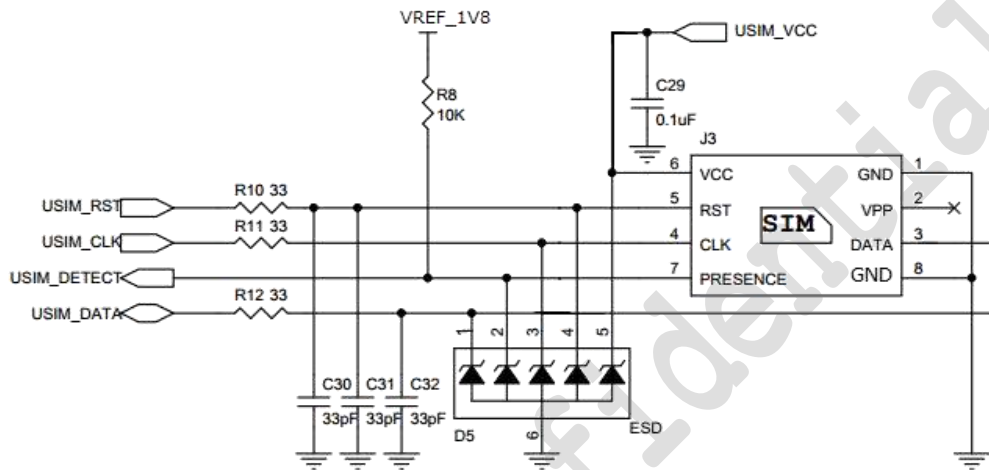 VREF_1V8
USIM_VCC
R8
10K
C29
0.1uF
J3
6 VCC GND 1
USIM_RST R10 33 5 RST VPP 2
SIM
USIM_CLK R11 33 4 CLK DATA 3
USIM_DETECT 7 PRESENCE GND 8
USIM_DATA R12 33
1 2 3 4 5
C30 C31 C32
33pF 33pF 33pF
D5 6 ESD
fidential